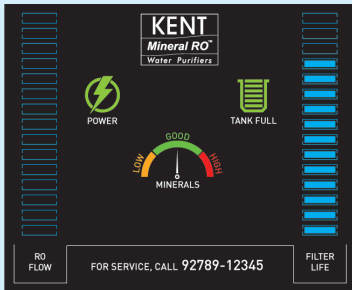 KENT
Mineral RO™
Water Purifiers
POWER
TANK FULL
LOW
GOOD
HIGH
MINERALS
RO
FLOW
FOR SERVICE, CALL 92789-12345
FILTER
LIFE